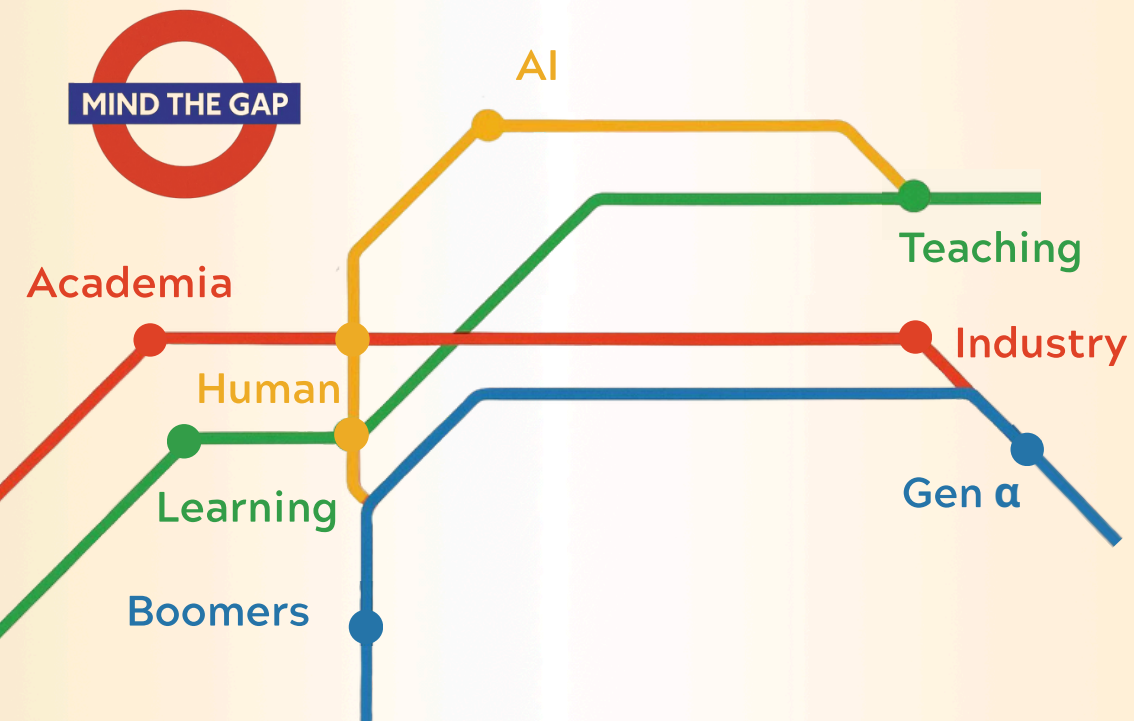 MIND THE GAP
AI
Teaching
Academia
Industry
Human
Gen α
Learning
Boomers